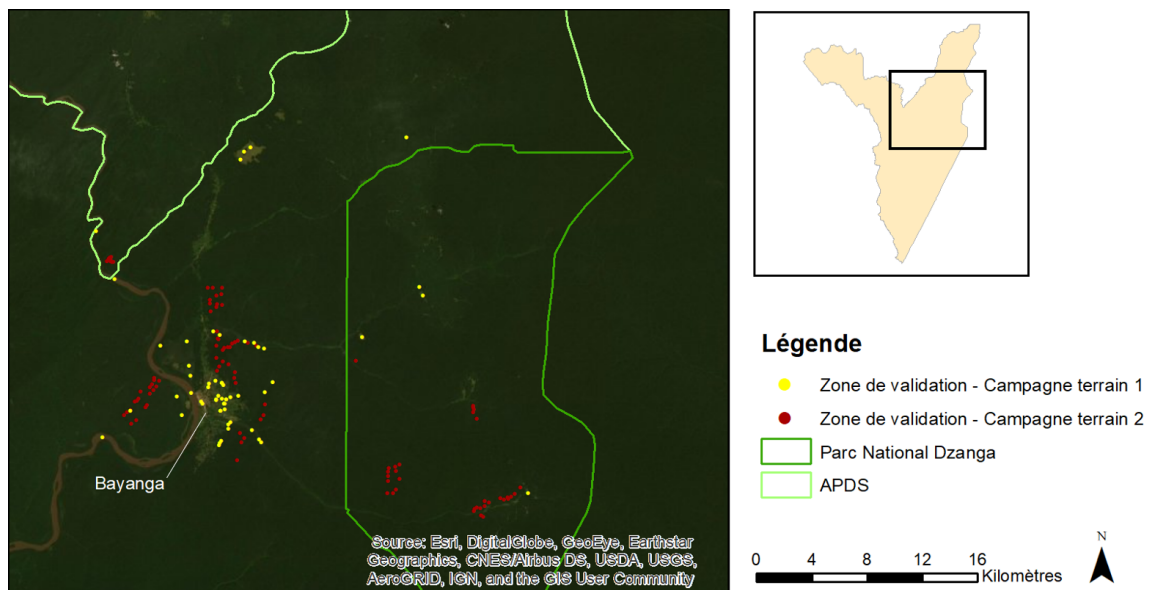 Bayanga
Source: Esri, DigitalGlobe, GeoEye, Earthstar
Geographics, CNES/Airbus DS, USDA, USGS,
AeroGRID, IGN, and the GIS User Community
Légende
Zone de validation - Campagne terrain 1
Zone de validation - Campagne terrain 2
Parc National Dzanga
APDS
N
0 4 8 12 16
Kilomètres